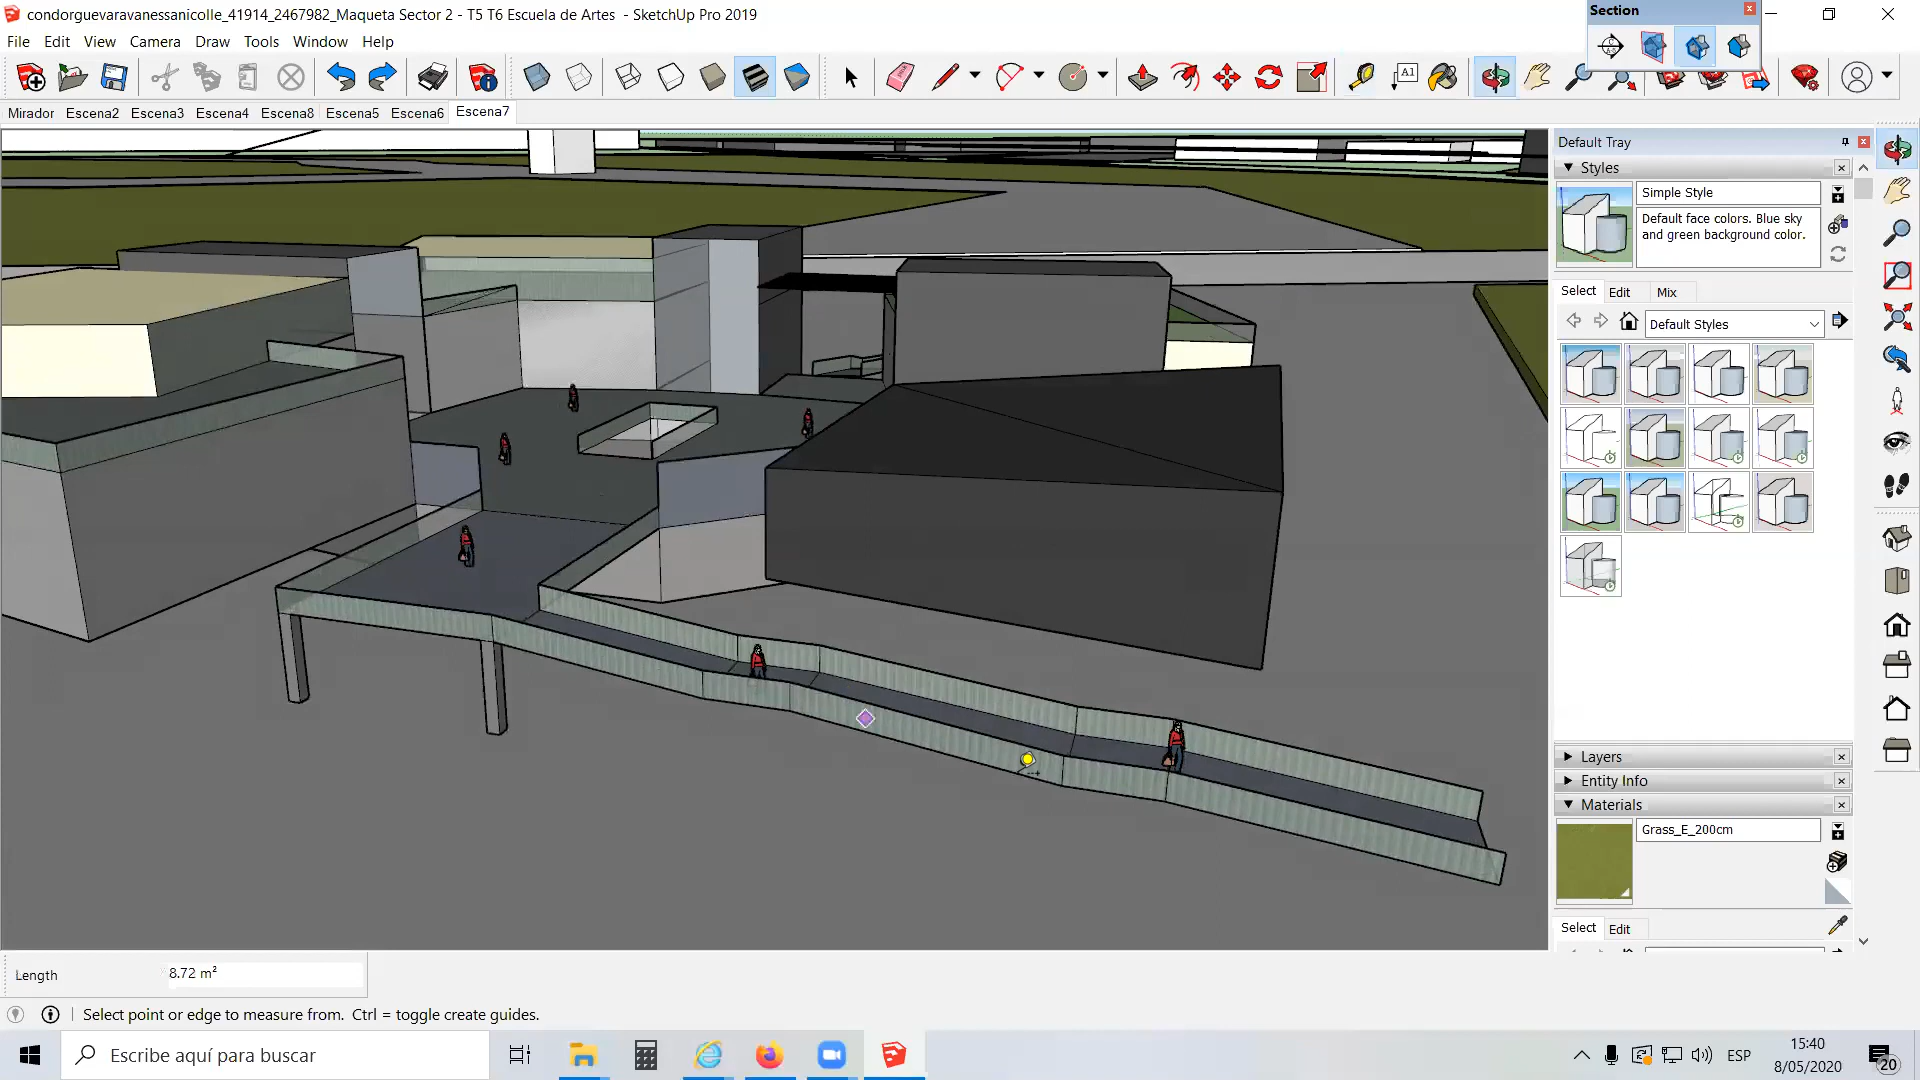 condorguevaravanessanicolle_41914_2467982_Maqueta Sector 2 - T5 T6 Escuela de Artes - SketchUp Pro 2019
Section
File Edit View Camera Draw Tools Window Help
A1
Mirador Escena2 Escena3 Escena4 Escena8 Escena5 Escena6 Escena7
Default Tray
Styles
Simple Style
Default face colors. Blue sky
and green background color.
Select Edit Mix
Default Styles
Layers
Entity Info
Materials
Grass_E_200cm
Select Edit
Length 8.72 m²
Select point or edge to measure from. Ctrl = toggle create guides.
Escribe aquí para buscar
ESP
15:40
8/05/2020
20